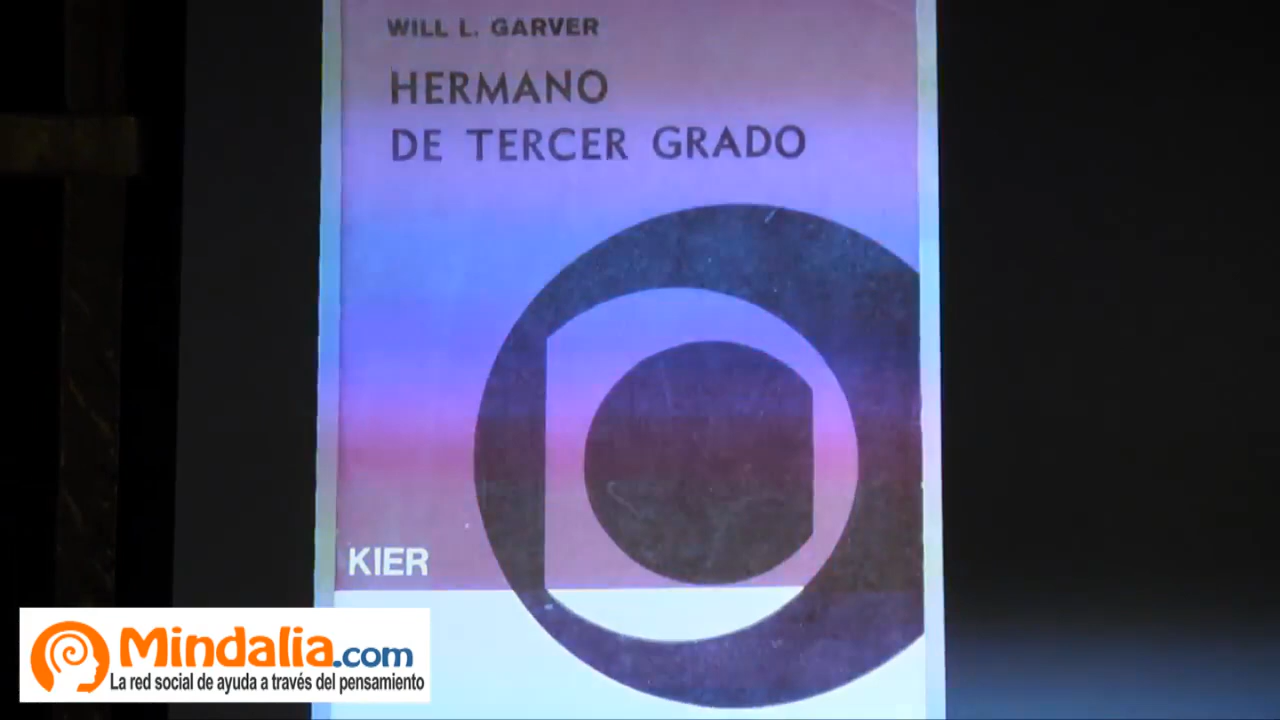 WILL L. GARVER
HERMANO
DE TERCER GRADO
KIER
Mindalia.com
La red social de ayuda a través del pensamiento